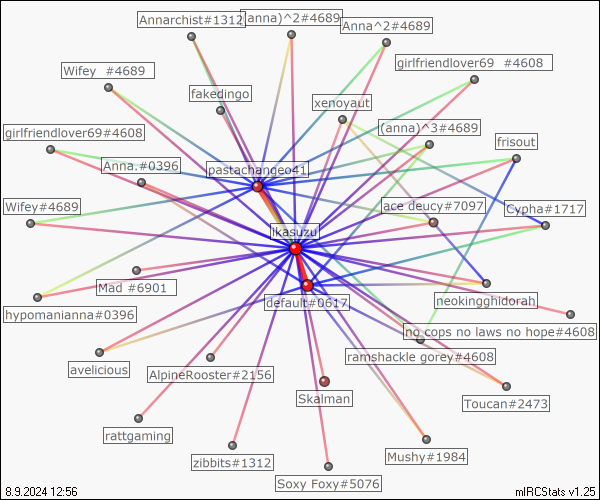 Annarchist#1312
(anna)^2#4689
Anna^2#4689
Wifey #4689
girlfriendlover69 #4608
fakedingo
xenoyaut
girlfriendlover69#4608
(anna)^3#4689
frisout
Anna.#0396
pastachangeo41
Wifey#4689
ace deucy#7097
Cypha#1717
ikasuzu
Mad #6901
default#0617
neokingghidorah
hypomanianna#0396
no cops no laws no hope#4608
ramshackle gorey#4608
avelicious
AlpineRooster#2156
Skalman
Toucan#2473
rattgaming
zibbits#1312
Mushy#1984
Soxy Foxy#5076
8.9.2024 12:56
mIRCStats v1.25